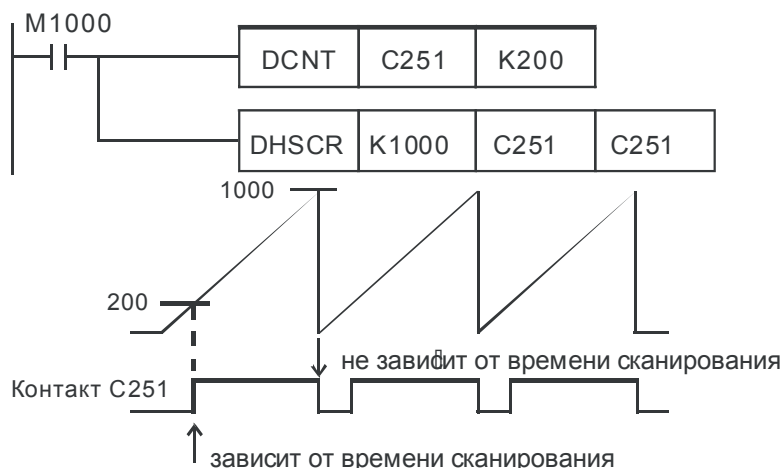 M1000
DCNT C251 K200
DHSCR K1000 C251 C251
1000
200
не зависит от времени сканирования
Контакт C251
зависит от времени сканирования